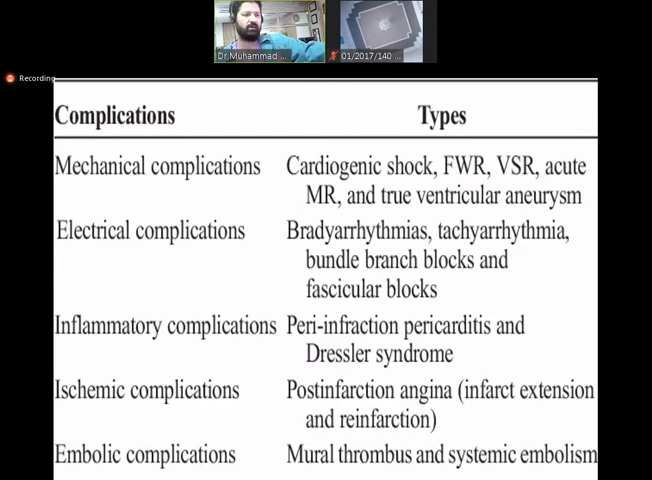 Dr Muhammad ...
01/2017/140 ...
Recording
Complications Types
Mechanical complications Cardiogenic shock, FWR, VSR, acute
MR, and true ventricular aneurysm
Electrical complications Bradyarrhythmias, tachyarrhythmia,
bundle branch blocks and
fascicular blocks
Inflammatory complications Peri-infraction pericarditis and
Dressler syndrome
Ischemic complications Postinfarction angina (infarct extension
and reinfarction)
Embolic complications Mural thrombus and systemic embolism